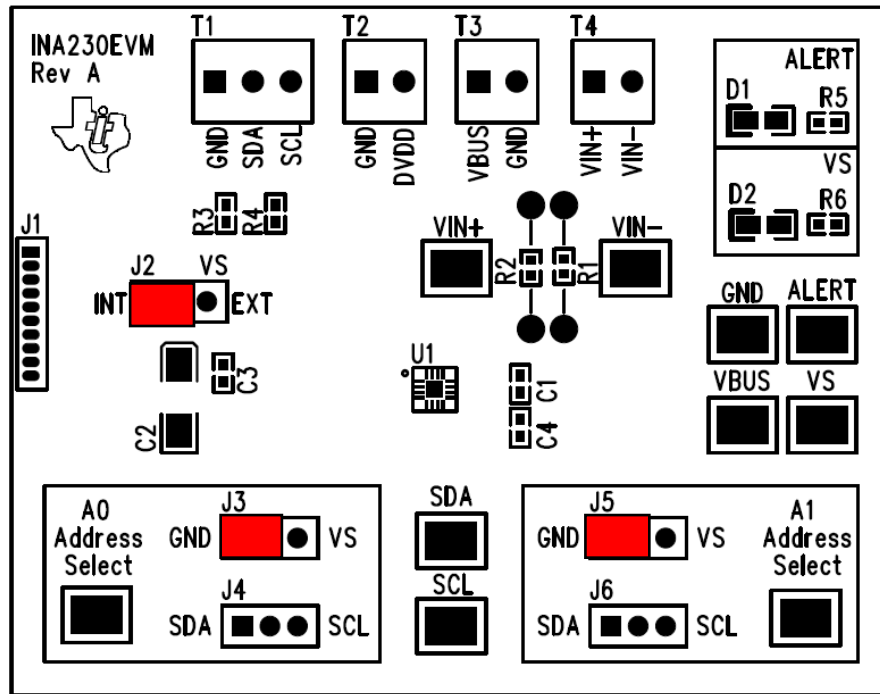 INA230EVM
Rev A
T1
T2
T3
T4
GND
SDA
SCL
GND
DVDD
VBUS
GND
VIN+
VIN-
ALERT
D1
R5
VS
D2
R6
R3
R4
J1
J2
VS
INT
EXT
VIN+
R2
R1
VIN-
GND
ALERT
VBUS
VS
C3
C2
U1
C1
C4
A0
Address
Select
J3
GND
VS
J4
SDA
SCL
SDA
SCL
J5
GND
VS
J6
SDA
SCL
A1
Address
Select